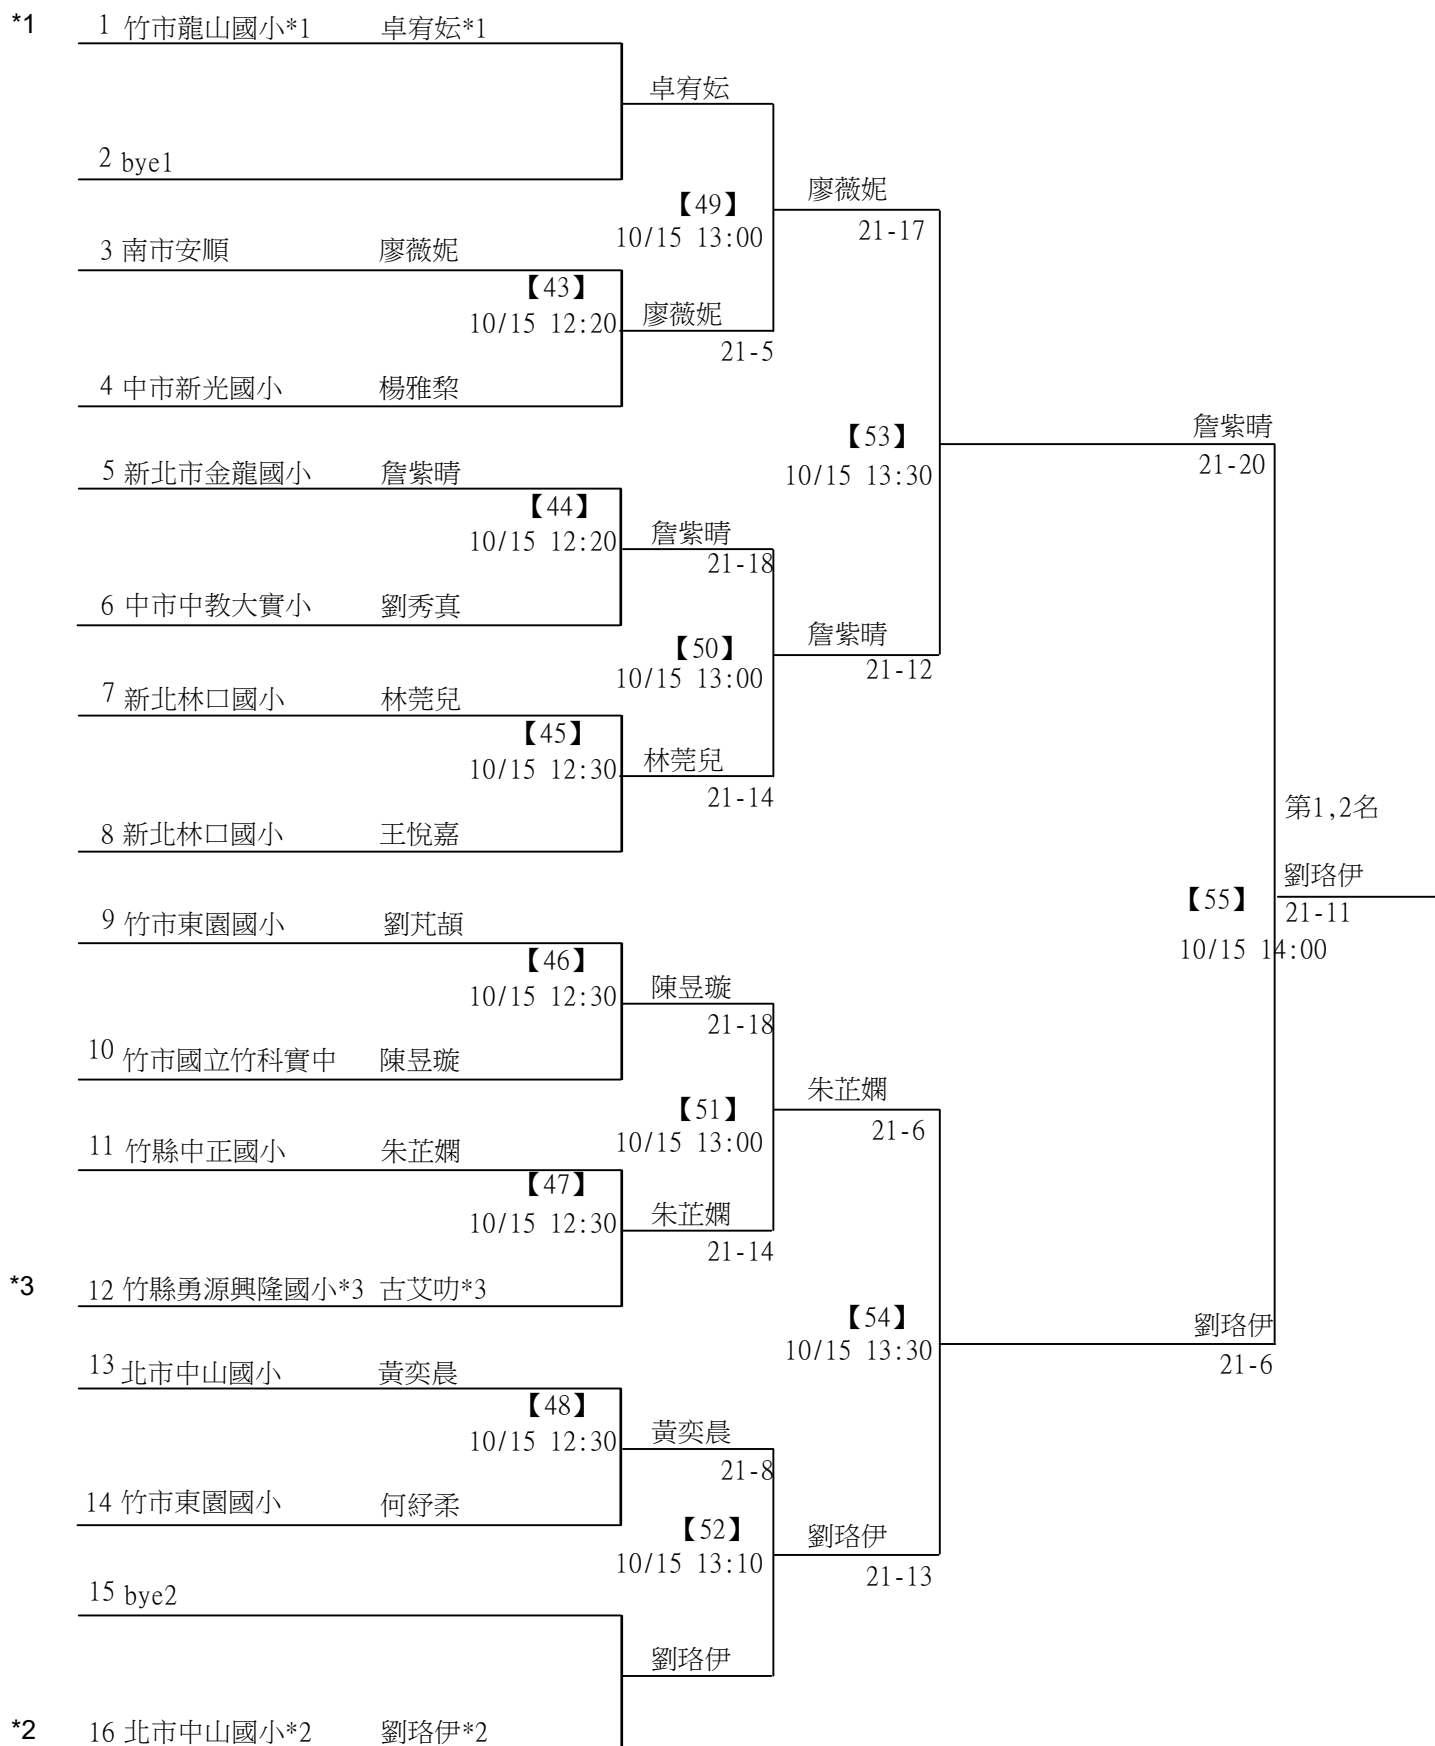 *1 1 竹市龍山國小*1 卓宥妘*1
卓宥妘
2 bye1
廖薇妮
【49】
10/15 13:00
21-17
3 南市安順 廖薇妮
【43】
10/15 12:20
廖薇妮
21-5
4 中市新光國小 楊雅棃
詹紫晴
【53】
21-20
10/15 13:30
5 新北市金龍國小 詹紫晴
【44】
10/15 12:20
詹紫晴
21-18
6 中市中教大實小 劉秀真
詹紫晴
【50】
21-12
10/15 13:00
7 新北林口國小 林莞兒
【45】
10/15 12:30
林莞兒
21-14
第1,2名
8 新北林口國小 王悅嘉
劉珞伊
【55】
21-11
10/15 14:00
9 竹市東園國小 劉芃頡
【46】
10/15 12:30
陳昱璇
21-18
10 竹市國立竹科實中 陳昱璇
朱芷嫻
【51】
21-6
10/15 13:00
11 竹縣中正國小 朱芷嫻
【47】
10/15 12:30
朱芷嫻
21-14
*3 12 竹縣勇源興隆國小*3 古艾叻*3
【54】
劉珞伊
10/15 13:30
21-6
13 北市中山國小 黃奕晨
【48】
10/15 12:30
黃奕晨
21-8
14 竹市東園國小 何紓柔
【52】
劉珞伊
10/15 13:10
21-13
15 bye2
劉珞伊
*2 16 北市中山國小*2 劉珞伊*2